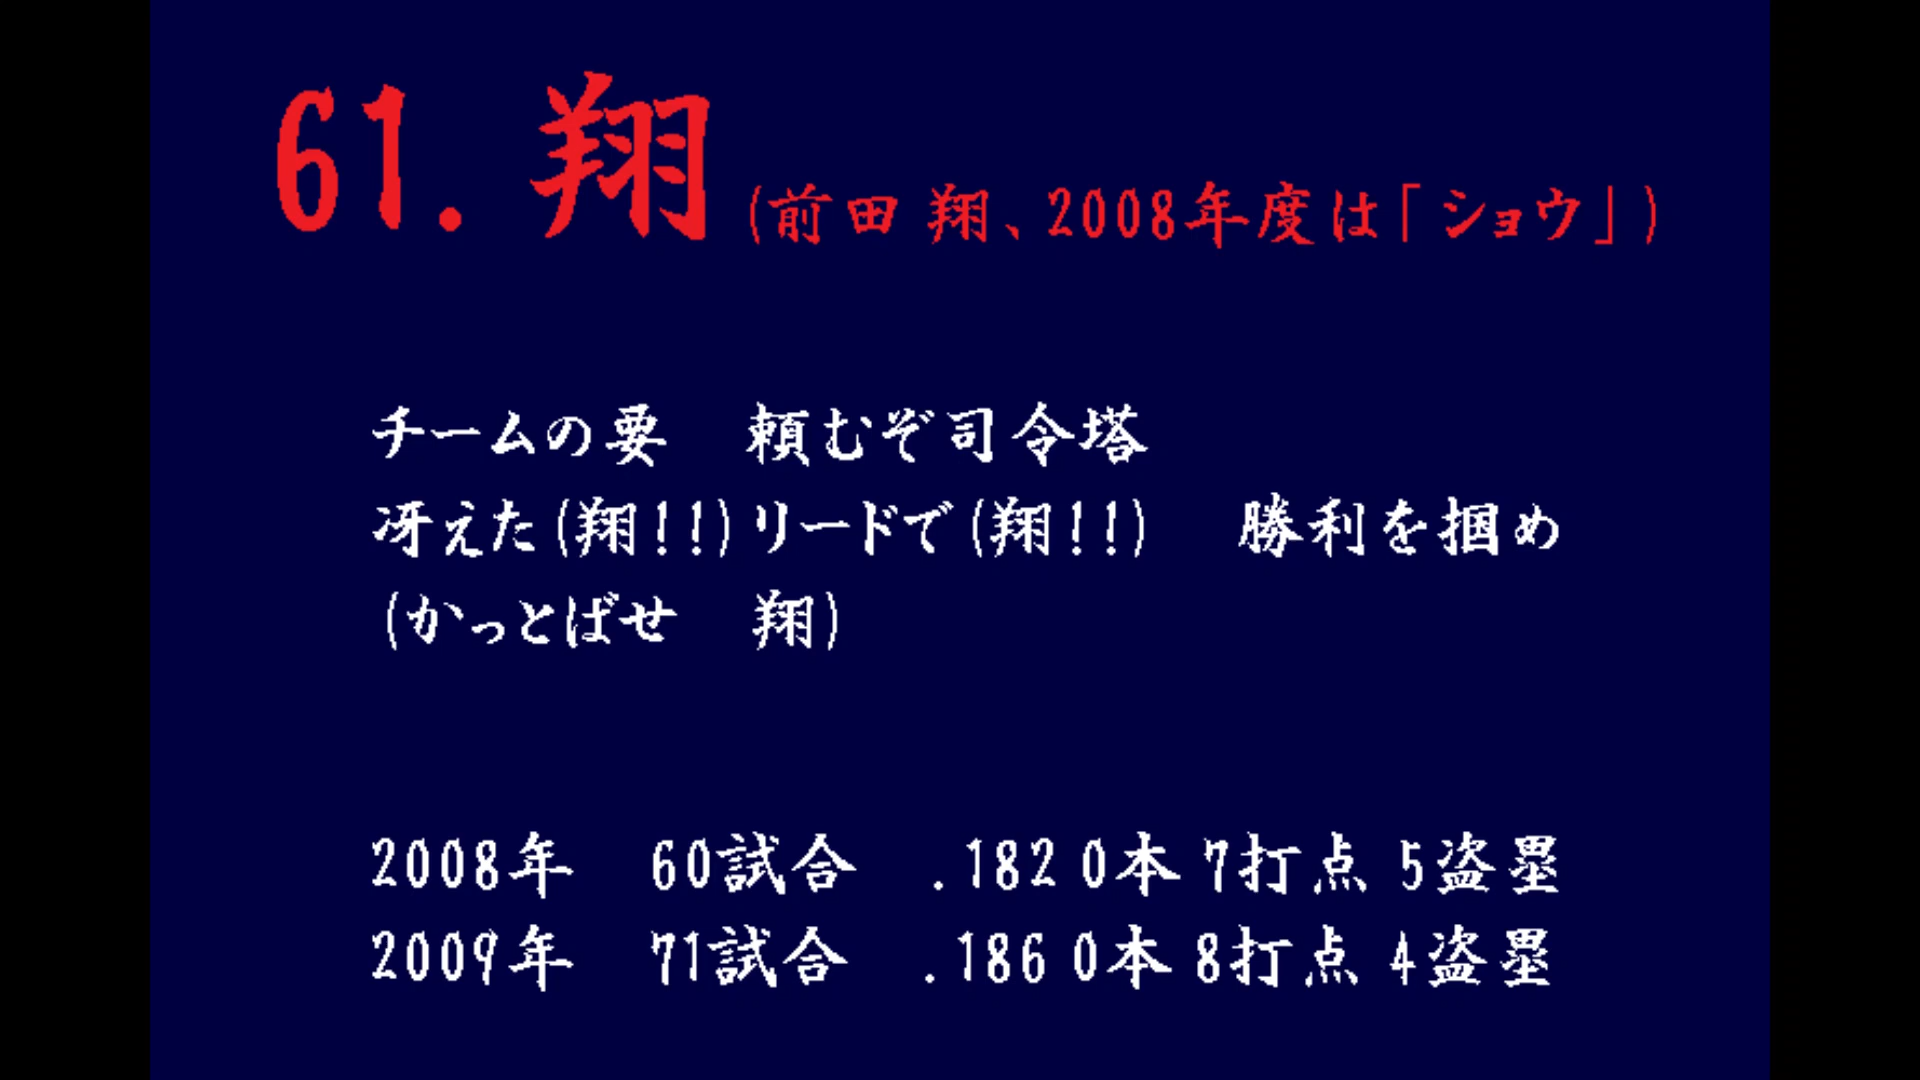 61. 翔 (前田 翔、2008年度は「ショウ」)
チームの要　頼むぞ司令塔
冴えた(翔!!)リードで(翔!!)　勝利を掴め
(かっとばせ　翔)
2008年　60試合　.182 0本 7打点 5盗塁
2009年　71試合　.186 0本 8打点 4盗塁